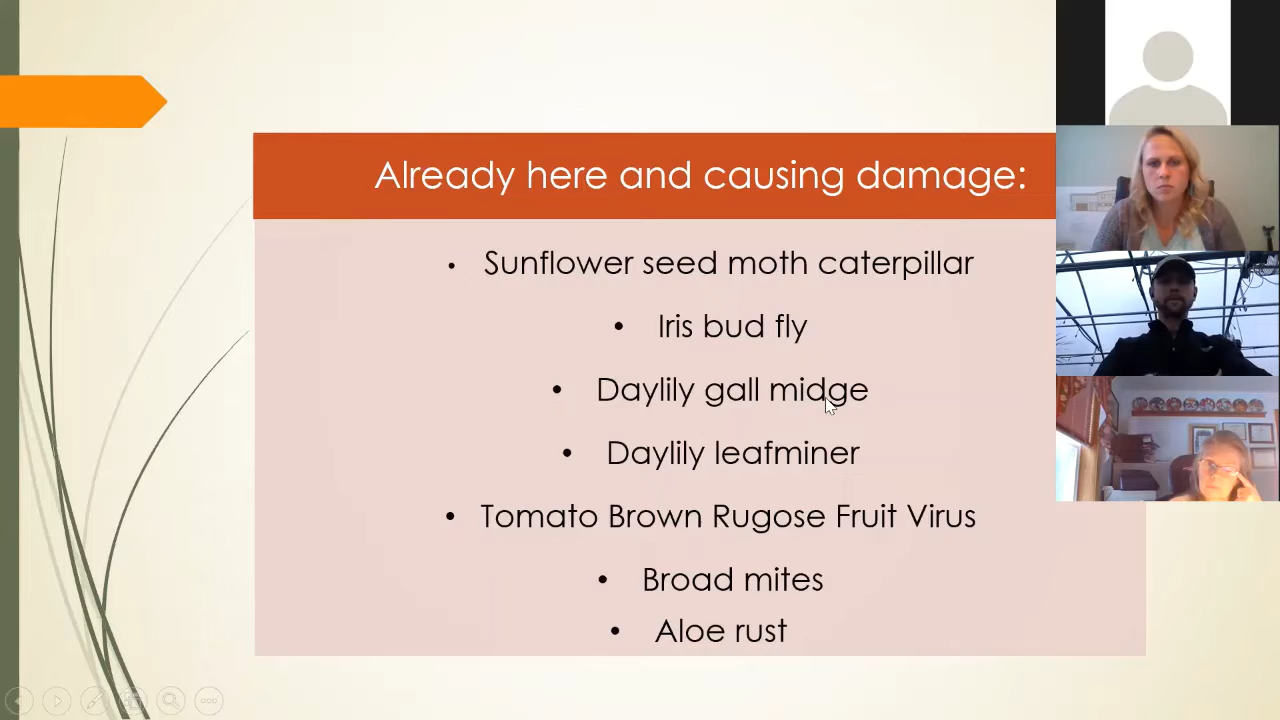 Already here and causing damage:
• Sunflower seed moth caterpillar
• Iris bud fly
• Daylily gall midge
• Daylily leafminer
• Tomato Brown Rugose Fruit Virus
• Broad mites
• Aloe rust